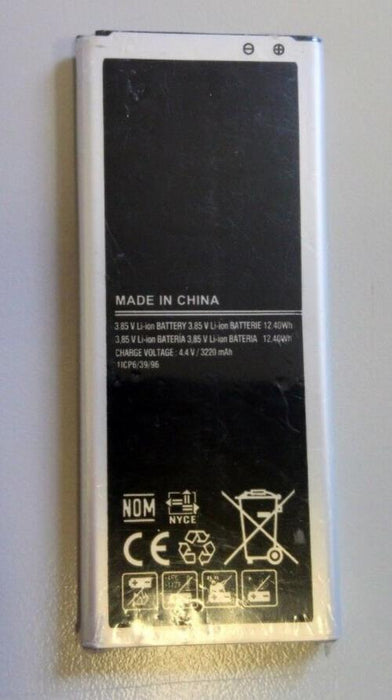 ⊖ ⊕
MADE IN CHINA
3.85 V Li-ion BATTERY 3.85 V Li-ion BATTERIE 12.40Wh
3,85 V Li-ion BATERÍA 3,85 V Li-ion BATERIA 12.40Wh
CHARGE VOLTAGE : 4.4 V / 3220 mAh
1ICP6/39/96
NOM
NYCE
CE